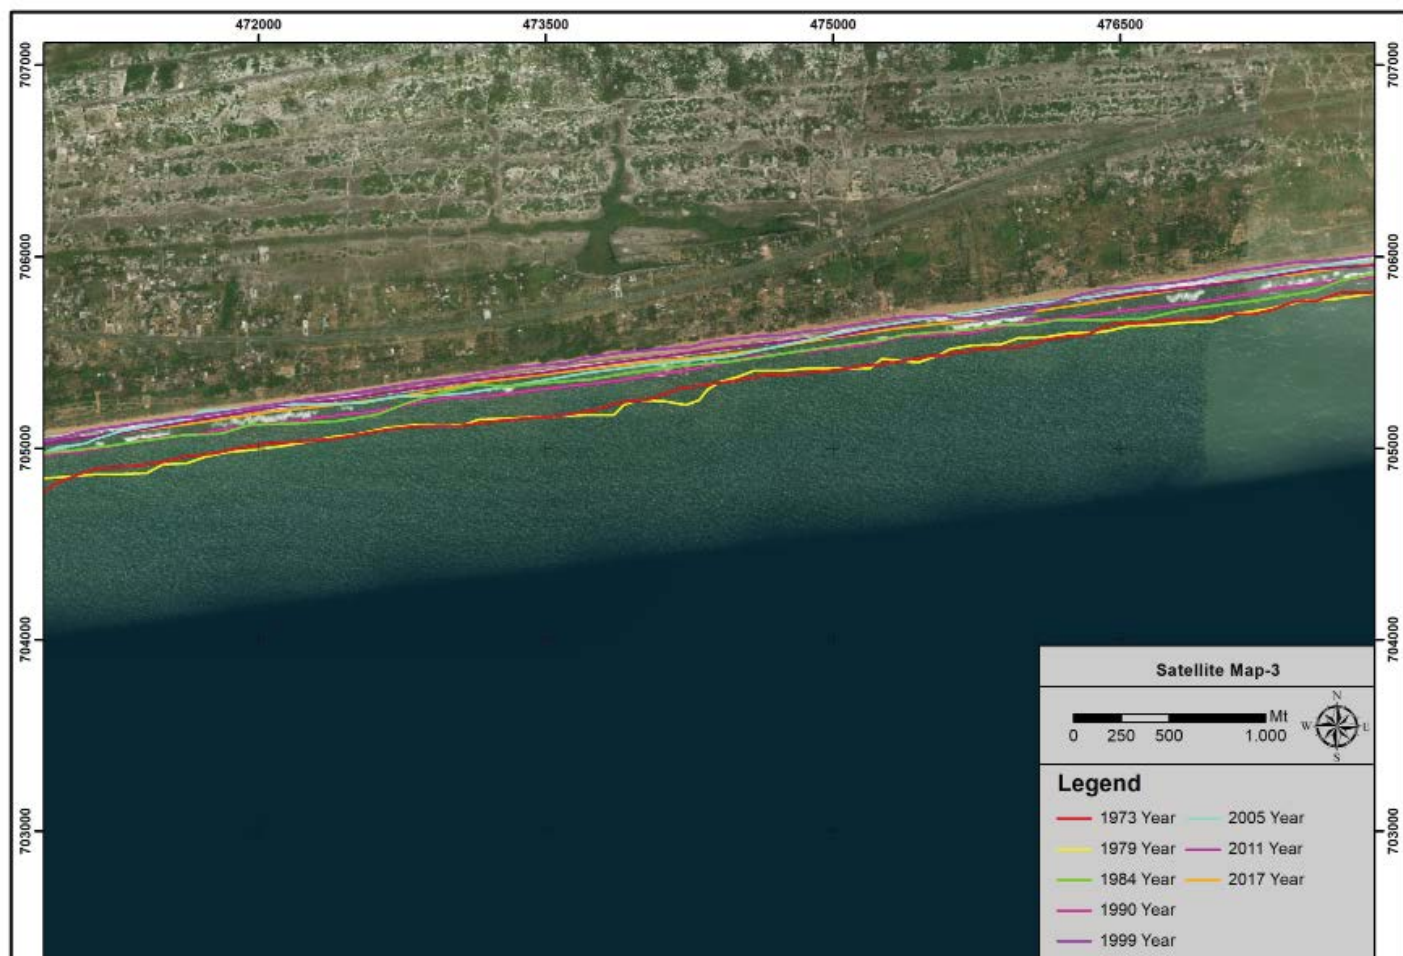 472000 473500 475000 476500
707000 707000
706000 706000
705000 705000
704000 704000
703000 703000
Satellite Map-3
Mt
0 250 500 1.000
N
W E
S
Legend
1973 Year 2005 Year
1979 Year 2011 Year
1984 Year 2017 Year
1990 Year
1999 Year